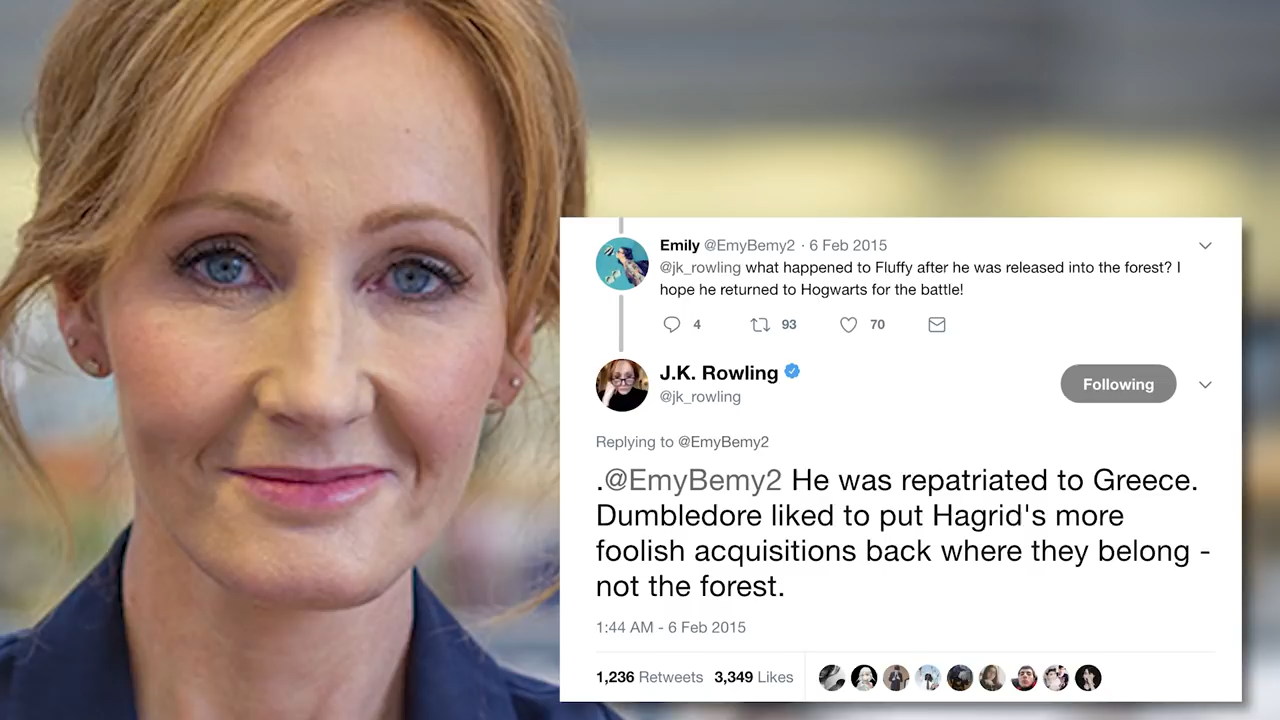 Emily @EmyBemy2 · 6 Feb 2015
@jk_rowling what happened to Fluffy after he was released into the forest? I
hope he returned to Hogwarts for the battle!
4 93 70
J.K. Rowling
@jk_rowling
Following
Replying to @EmyBemy2
.@EmyBemy2 He was repatriated to Greece.
Dumbledore liked to put Hagrid's more
foolish acquisitions back where they belong -
not the forest.
1:44 AM - 6 Feb 2015
1,236 Retweets 3,349 Likes